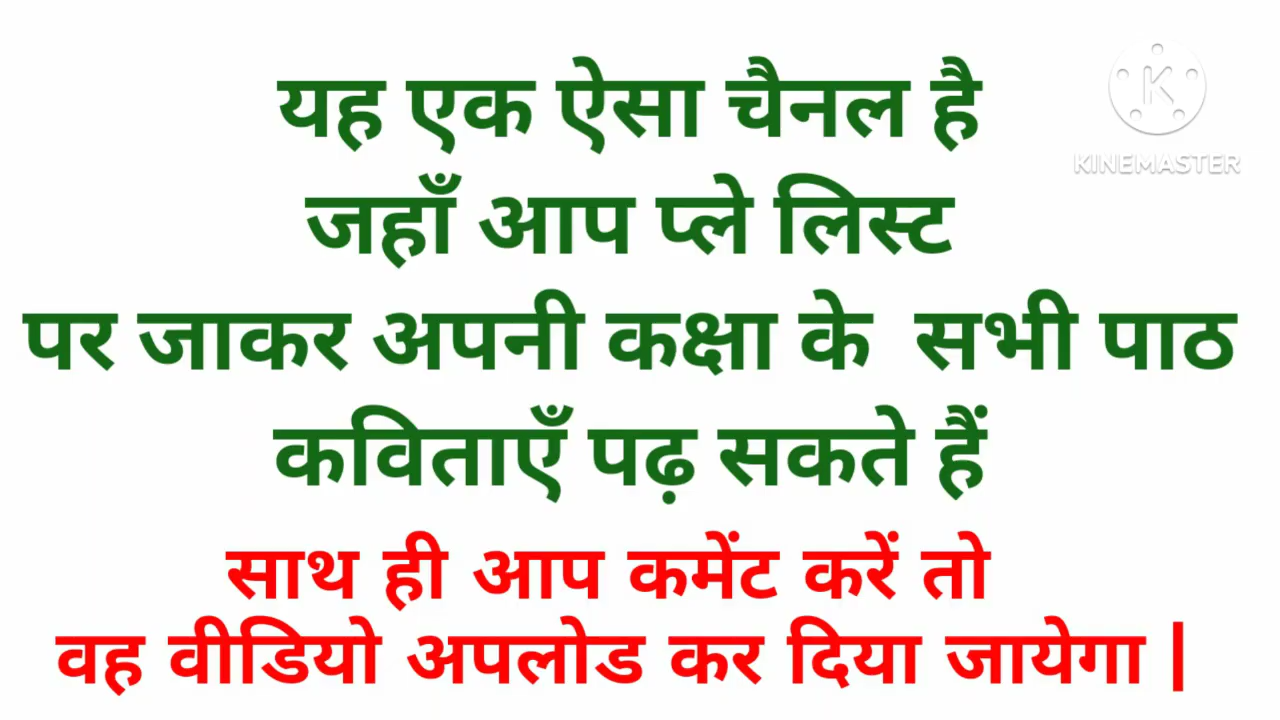 यह एक ऐसा चैनल है
जहाँ आप प्ले लिस्ट
पर जाकर अपनी कक्षा के सभी पाठ
कविताएँ पढ़ सकते हैं
साथ ही आप कमेंट करें तो
वह वीडियो अपलोड कर दिया जायेगा |
K
KINEMASTER